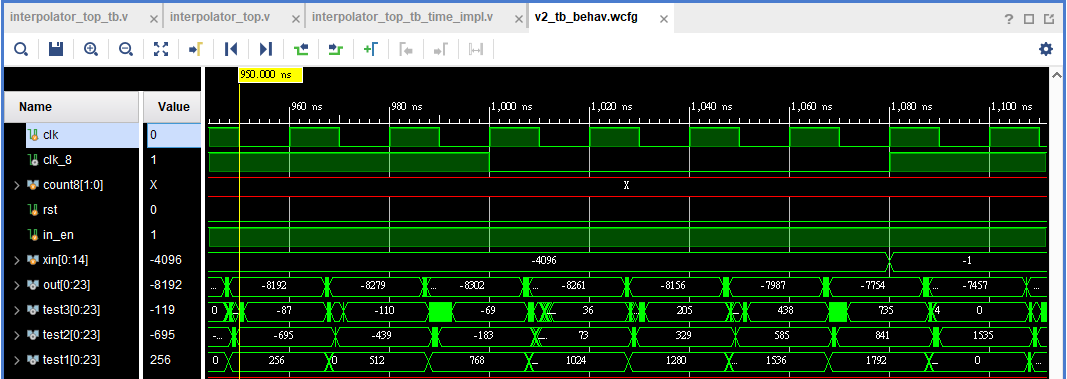 interpolator_top_tb.v × interpolator_top.v × interpolator_top_tb_time_impl.v × v2_tb_behav.wcfg ×
950.000 ns
Name Value 960 ns 980 ns 1,000 ns 1,020 ns 1,040 ns 1,060 ns 1,080 ns 1,100 ns
clk 0
clk_8 1
count8[1:0] X X
rst 0
in_en 1
xin[0:14] -4096 -4096 -1
out[0:23] -8192 ... -8192 -8279 -8302 -8261 -8156 -7987 -7754 -7457 ...
test3[0:23] -119 0 -87 -110 -69 ... 36 205 ... 438 735 4 0 ...
test2[0:23] -695 -... -695 -439 -183 ... 73 329 585 841 1535 ...
test1[0:23] 256 0 256 0 512 768 ... 1024 1280 ... 1536 1792 ... 0 ...